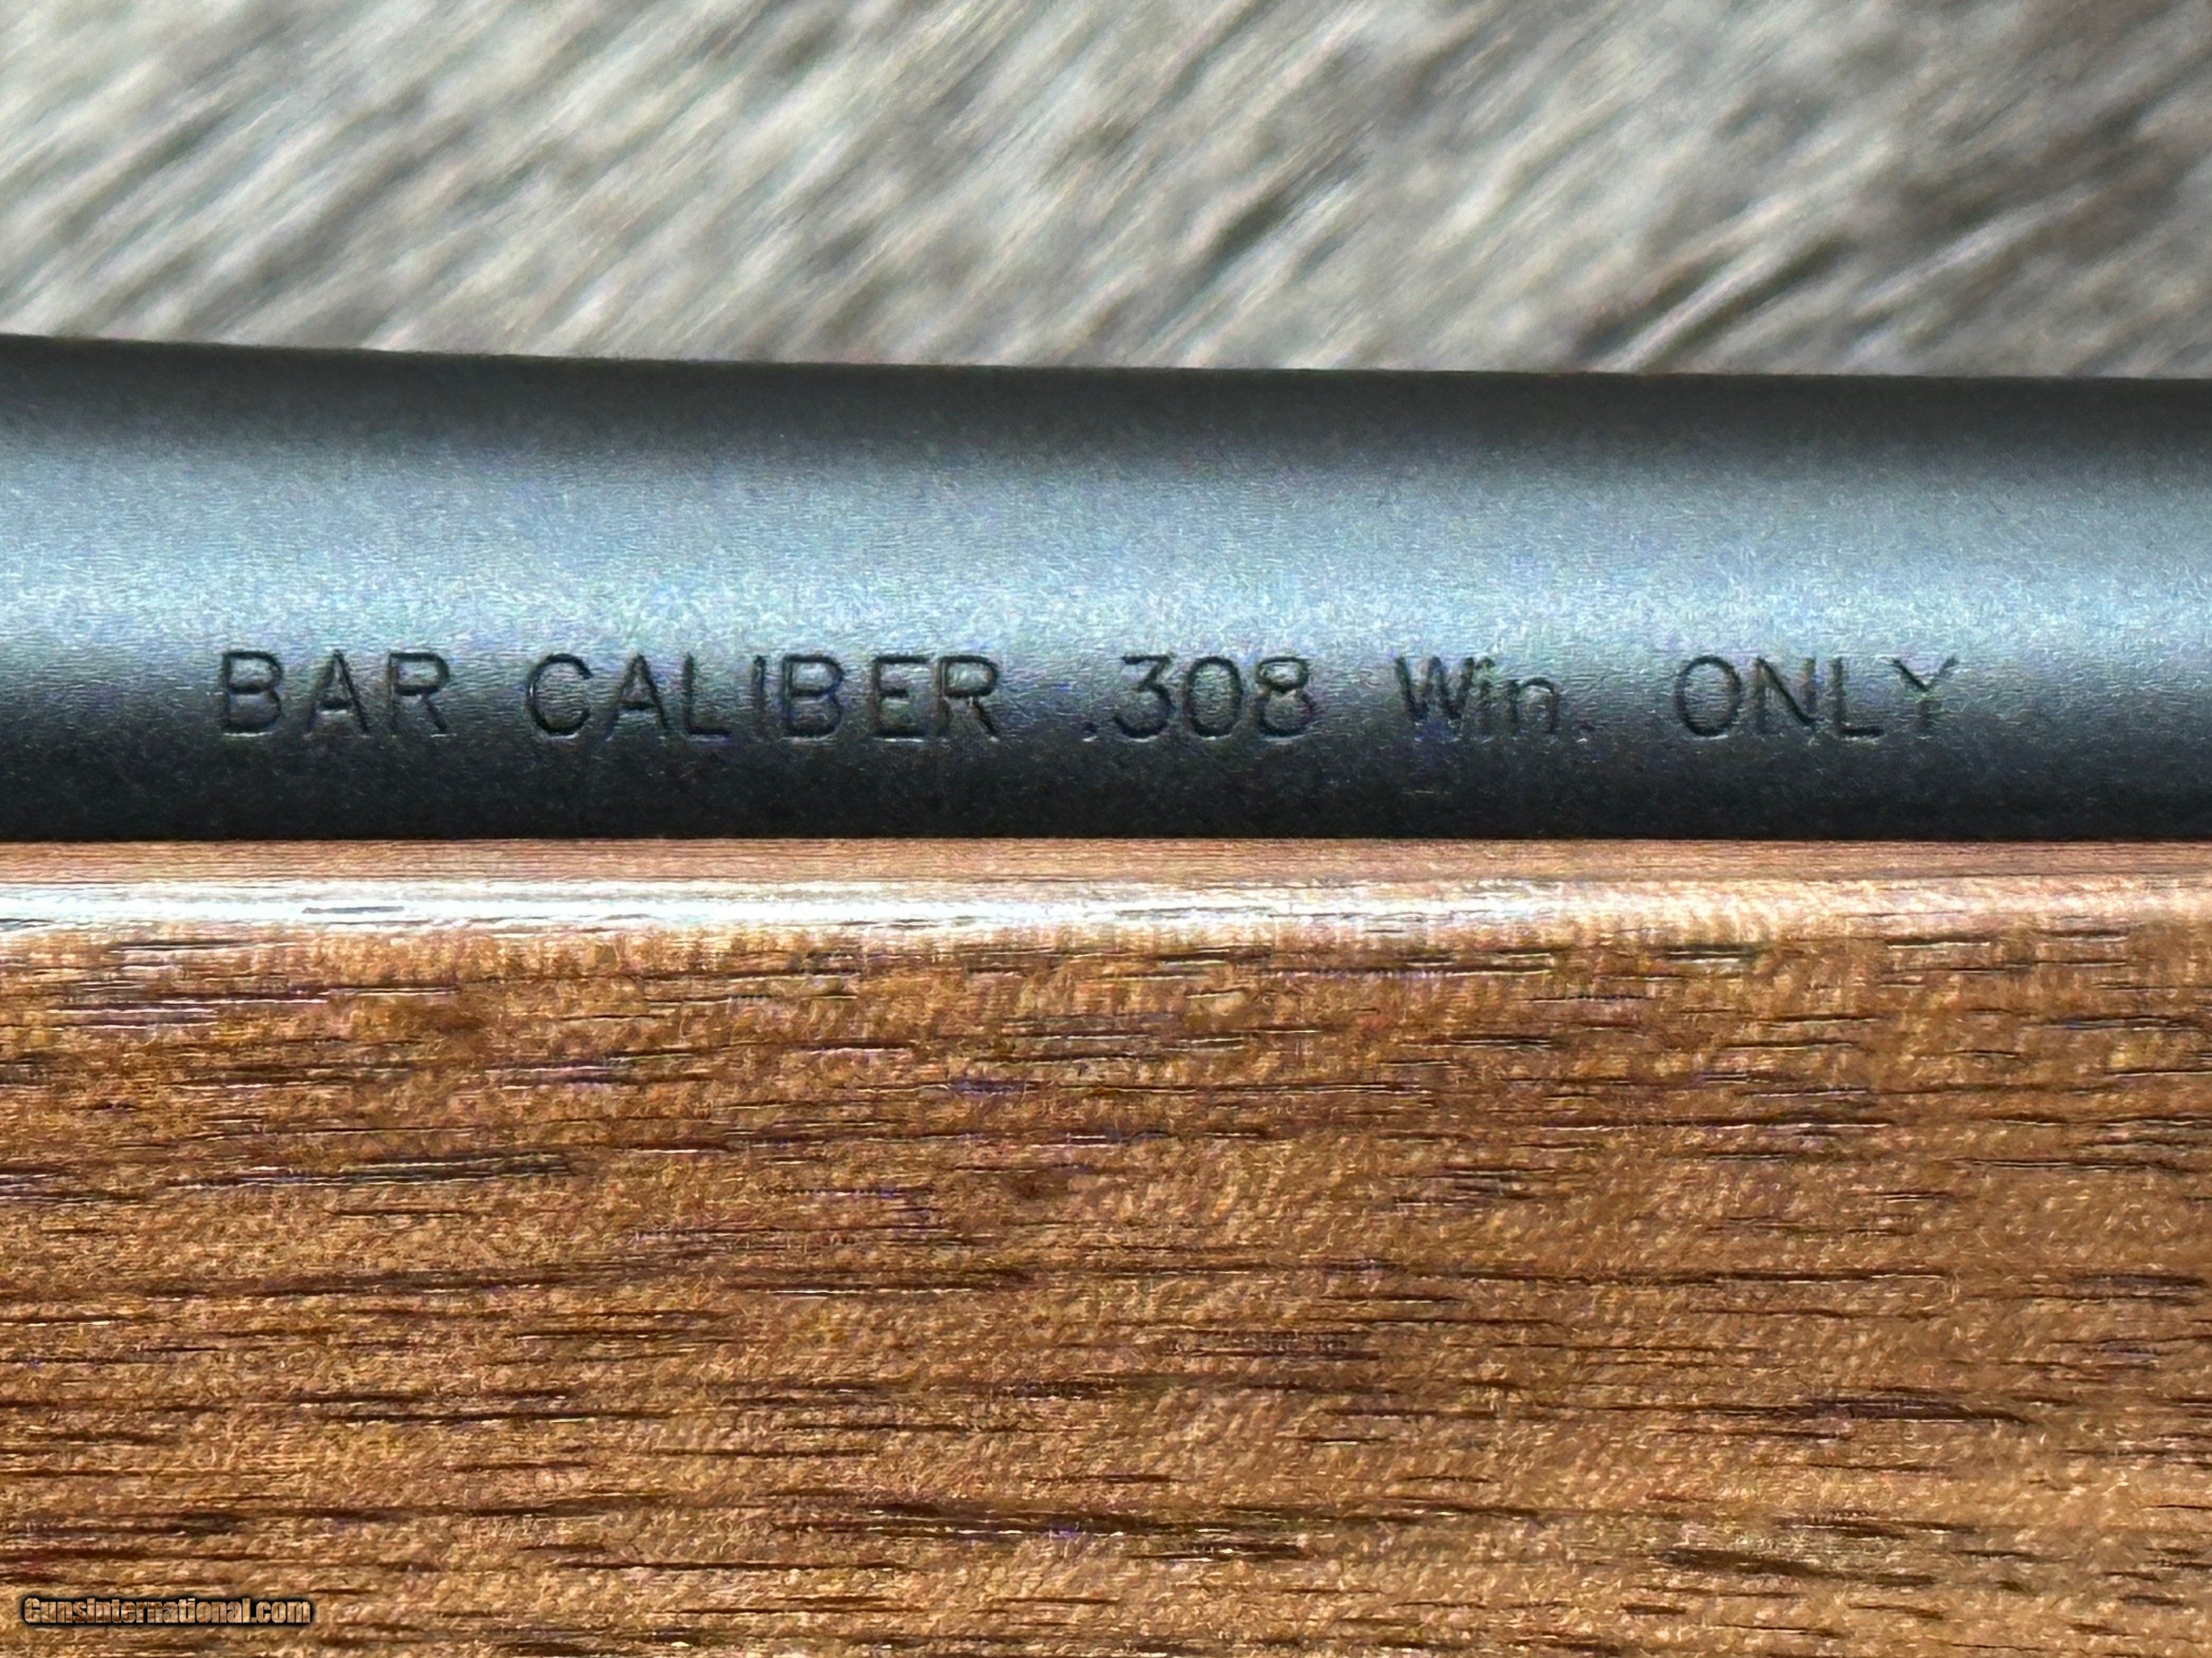 BAR CALIBER .308 Win. ONLY
GunsInternational.com